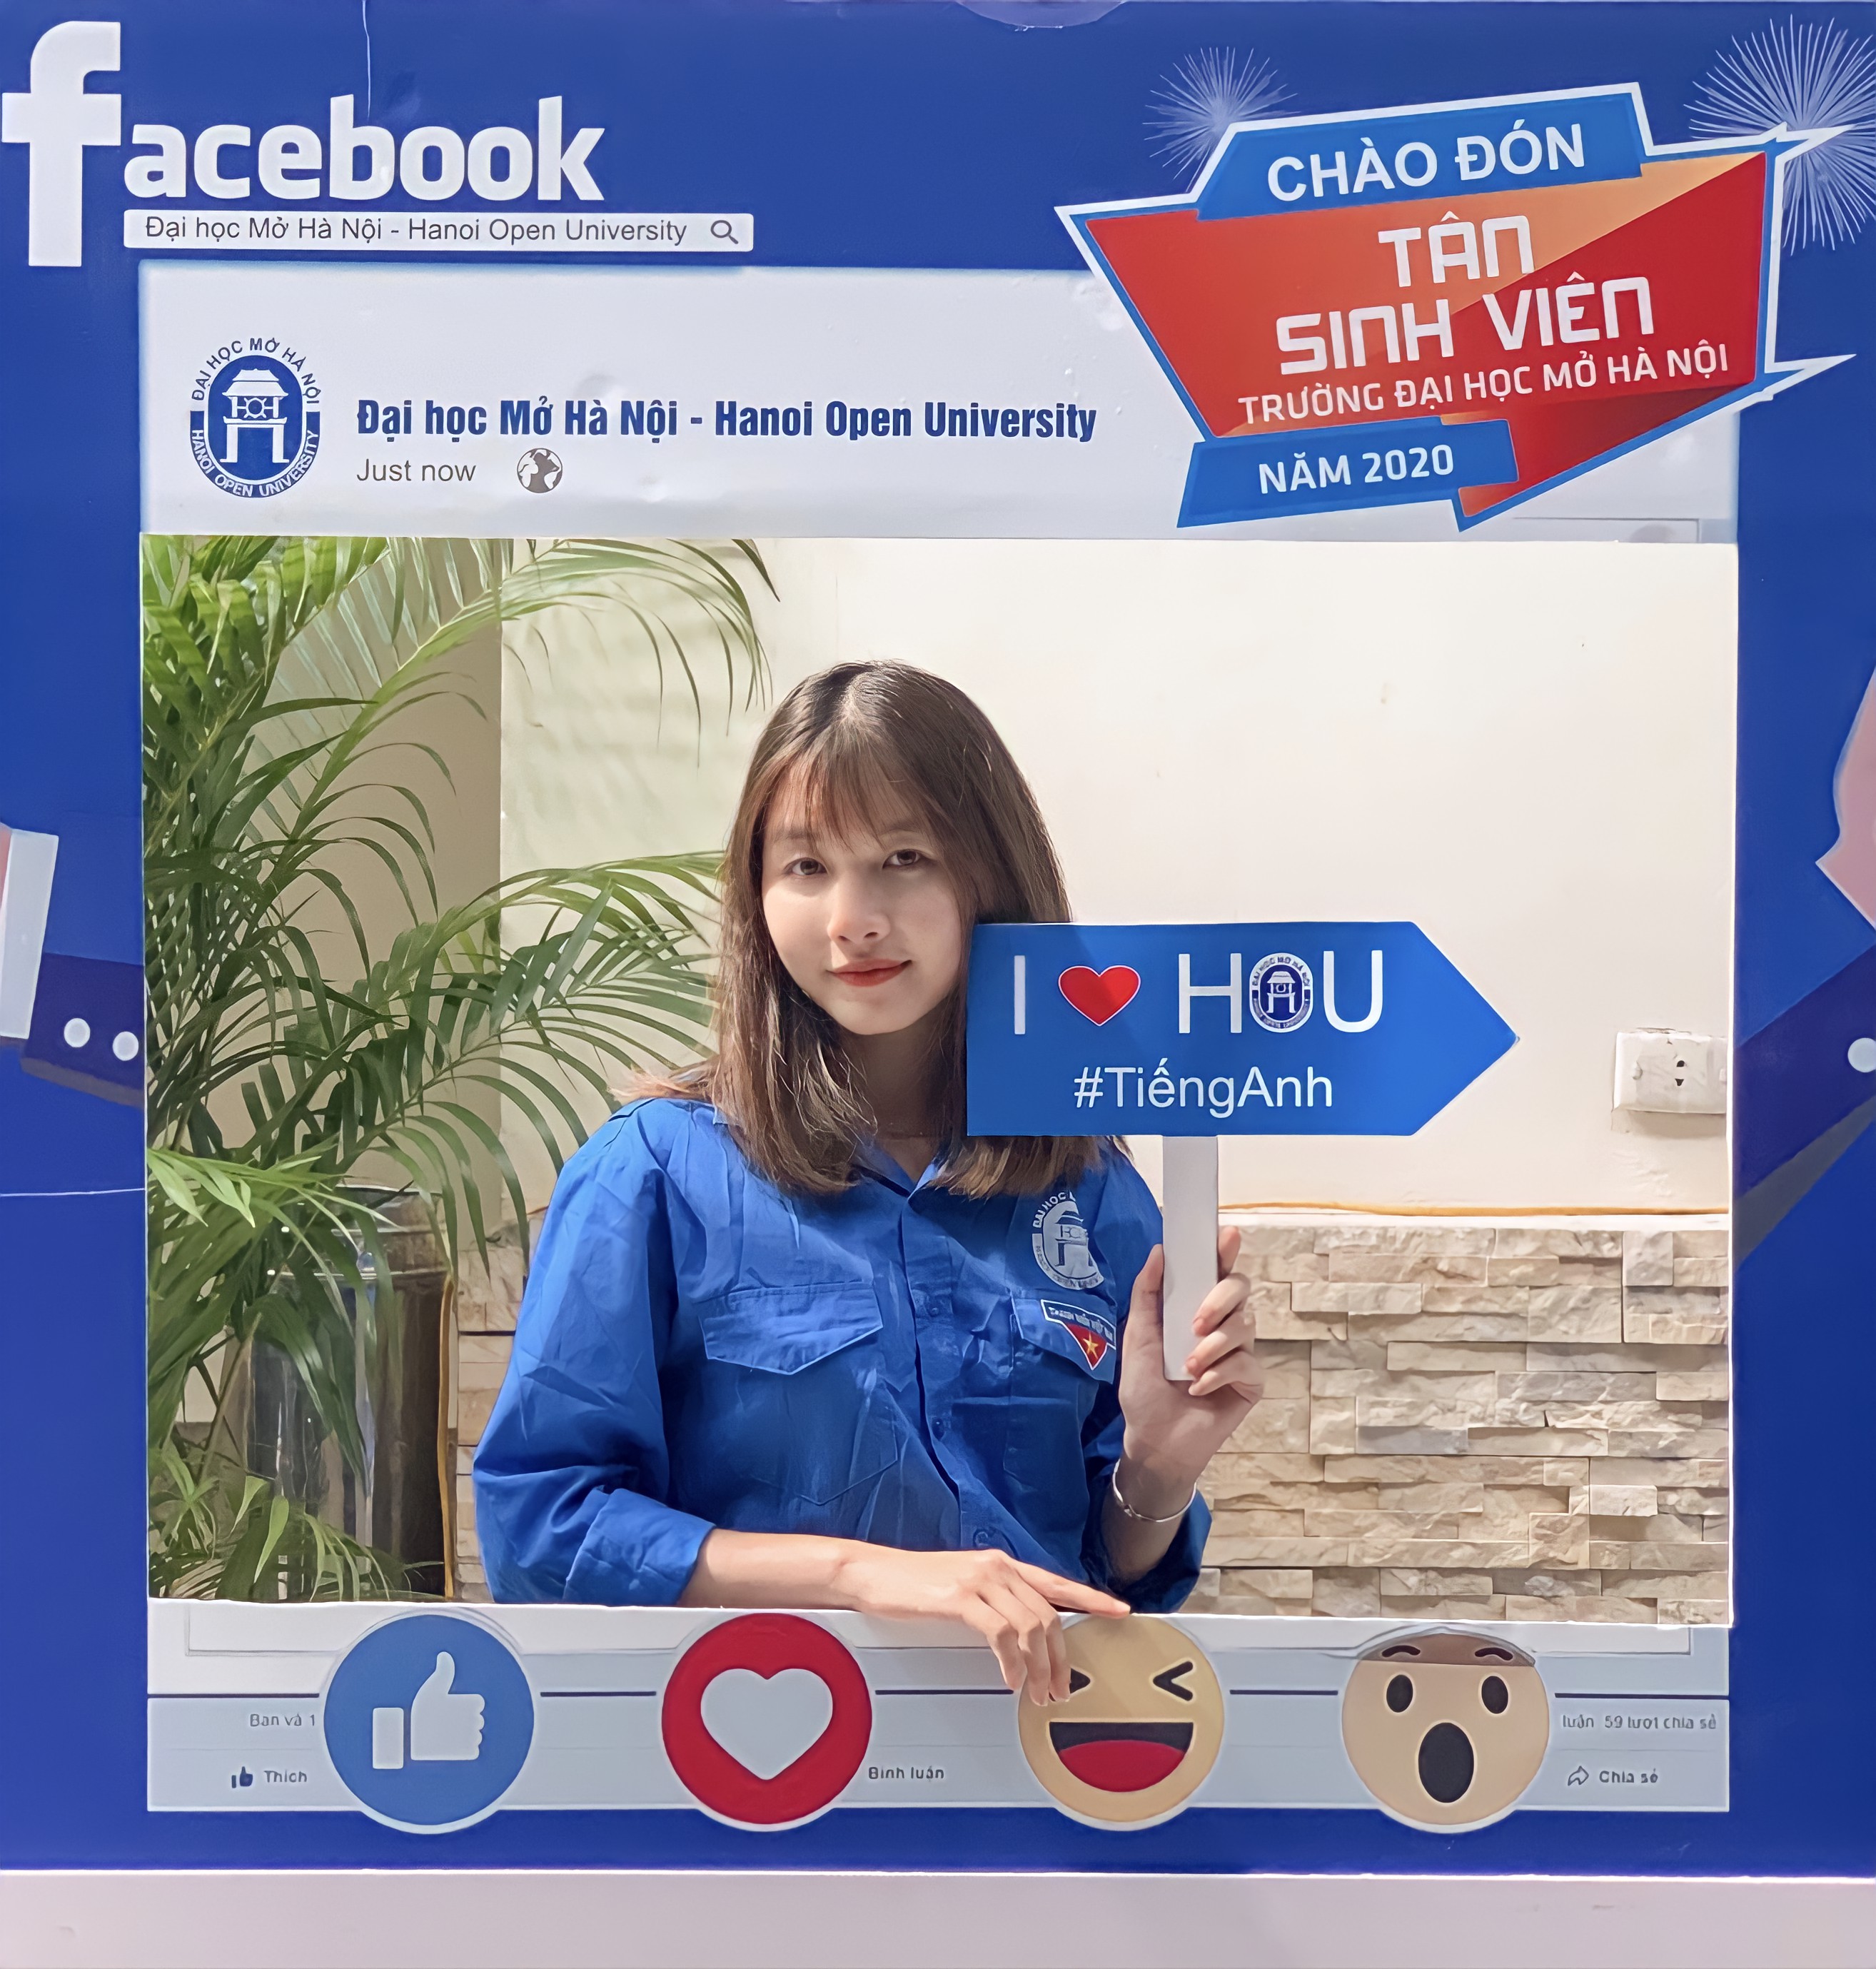 facebook
Đại học Mở Hà Nội - Hanoi Open University
CHÀO ĐÓN
TÂN
SINH VIÊN
TRƯỜNG ĐẠI HỌC MỞ HÀ NỘI
NĂM 2020
ĐẠI HỌC MỞ HÀ NỘI
HANOI OPEN UNIVERSITY
Đại học Mở Hà Nội - Hanoi Open University
Just now
I ❤ HOU
#TiếngAnh
Bạn và 1
luận 59 lượt chia sẻ
Thích
Bình luận
Chia sẻ